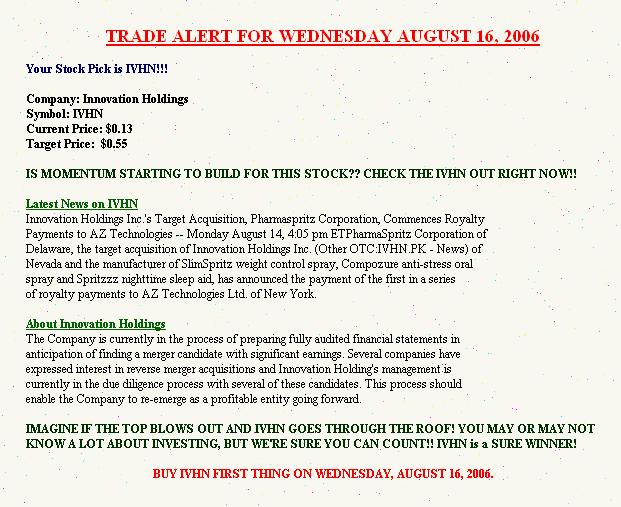 TRADE ALERT FOR WEDNESDAY AUGUST 16, 2006
Your Stock Pick is IVHN!!!
Company: Innovation Holdings
Symbol: IVHN
Current Price: $0.13
Target Price: $0.55
IS MOMENTUM STARTING TO BUILD FOR THIS STOCK?? CHECK THE IVHN OUT RIGHT NOW!!
Latest News on IVHN
Innovation Holdings Inc.'s Target Acquisition, Pharmaspritz Corporation, Commences Royalty
Payments to AZ Technologies -- Monday August 14, 4:05 pm ETPharmaSpritz Corporation of
Delaware, the target acquisition of Innovation Holdings Inc. (Other OTC:IVHN.PK - News) of
Nevada and the manufacturer of SlimSpritz weight control spray, Compozure anti-stress oral
spray and Spritzzz nighttime sleep aid, has announced the payment of the first in a series
of royalty payments to AZ Technologies Ltd. of New York.
About Innovation Holdings
The Company is currently in the process of preparing fully audited financial statements in
anticipation of finding a merger candidate with significant earnings. Several companies have
expressed interest in reverse merger acquisitions and Innovation Holding's management is
currently in the due diligence process with several of these candidates. This process should
enable the Company to re-emerge as a profitable entity going forward.
IMAGINE IF THE TOP BLOWS OUT AND IVHN GOES THROUGH THE ROOF! YOU MAY OR MAY NOT
KNOW A LOT ABOUT INVESTING, BUT WE'RE SURE YOU CAN COUNT!! IVHN is a SURE WINNER!
BUY IVHN FIRST THING ON WEDNESDAY, AUGUST 16, 2006.